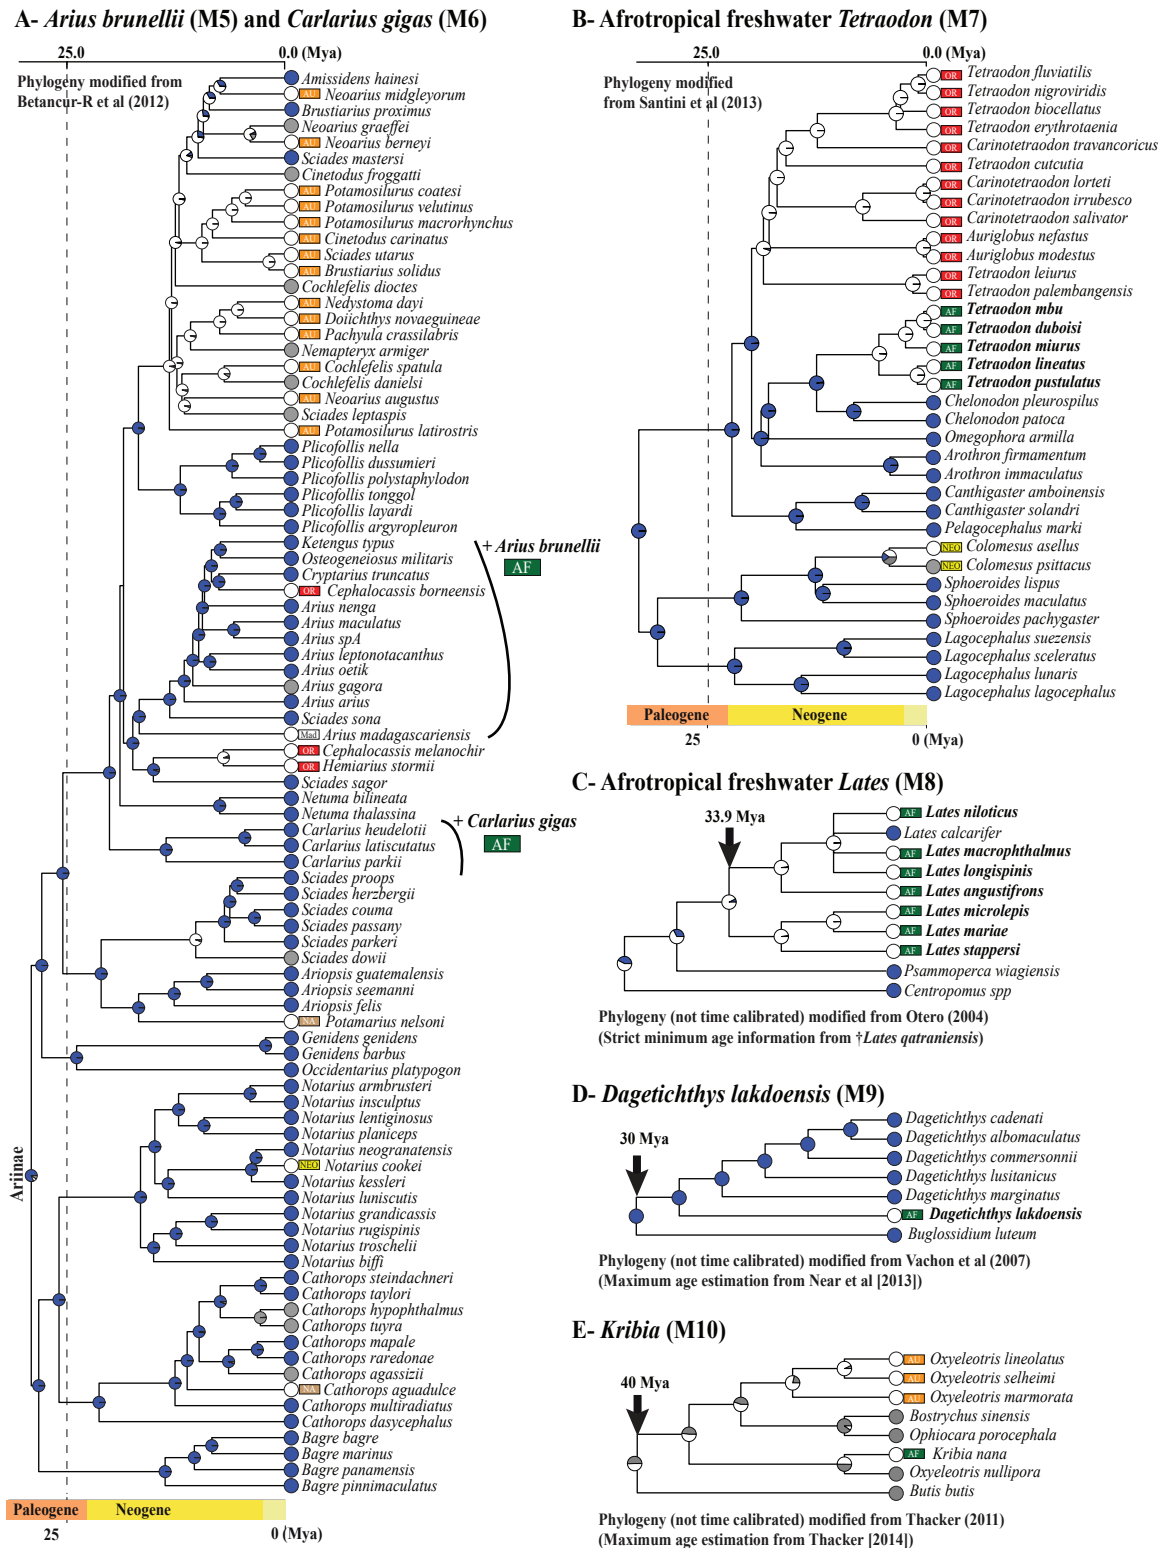 A- Arius brunellii (M5) and Carlarius gigas (M6)
25.0
0.0 (Mya)
Phylogeny modified from
Betancur-R et al (2012)
Amissidens hainesi
AU Neoarius midgleyorum
Brustiarius proximus
Neoarius graeffei
AU Neoarius berneyi
Sciades mastersi
Cinetodus froggatti
AU Potamosilurus coatesi
AU Potamosilurus velutinus
AU Potamosilurus macrorhynchus
AU Cinetodus carinatus
AU Sciades utarus
AU Brustiarius solidus
Cochlefelis dioctes
AU Nedystoma dayi
AU Doiichthys novaeguineae
AU Pachyula crassilabris
Nemapteryx armiger
AU Cochlefelis spatula
Cochlefelis danielsi
AU Neoarius augustus
Sciades leptaspis
AU Potamosilurus latirostris
Plicofollis nella
Plicofollis dussumieri
Plicofollis polystaphylodon
Plicofollis tonggol
Plicofollis layardi
Plicofollis argyropleuron
Ketengus typus
Osteogeneiosus militaris
Cryptarius truncatus
OR Cephalocassis borneensis
Arius nenga
Arius maculatus
Arius spA
Arius leptonotacanthus
Arius oetik
Arius gagora
Arius arius
Sciades sona
Mad Arius madagascariensis
OR Cephalocassis melanochir
OR Hemiarius stormii
Sciades sagor
Netuma bilineata
Netuma thalassina
Carlarius heudelotii
Carlarius latiscutatus
Carlarius parkii
Sciades proops
Sciades herzbergii
Sciades couma
Sciades passany
Sciades parkeri
Sciades dowii
Ariopsis guatemalensis
Ariopsis seemanni
Ariopsis felis
NA Potamarius nelsoni
Genidens genidens
Genidens barbus
Occidentarius platypogon
Notarius armbrusteri
Notarius insculptus
Notarius lentiginosus
Notarius planiceps
Notarius neogranatensis
NEO Notarius cookei
Notarius kessleri
Notarius luniscutis
Notarius grandicassis
Notarius rugispinis
Notarius troschelii
Notarius biffi
Cathorops steindachneri
Cathorops taylori
Cathorops hypophthalmus
Cathorops tuyra
Cathorops mapale
Cathorops raredonae
Cathorops agassizii
NA Cathorops aguadulce
Cathorops multiradiatus
Cathorops dasycephalus
Bagre bagre
Bagre marinus
Bagre panamensis
Bagre pinnimaculatus
+ Arius brunellii
AF
+ Carlarius gigas
AF
Ariinae
Paleogene
Neogene
25
0 (Mya)
B- Afrotropical freshwater Tetraodon (M7)
25.0
0.0 (Mya)
Phylogeny modified
from Santini et al (2013)
OR Tetraodon fluviatilis
OR Tetraodon nigroviridis
OR Tetraodon biocellatus
OR Tetraodon erythrotaenia
OR Carinotetraodon travancoricus
OR Tetraodon cutcutia
OR Carinotetraodon lorteti
OR Carinotetraodon irrubesco
OR Carinotetraodon salivator
OR Auriglobus nefastus
OR Auriglobus modestus
OR Tetraodon leiurus
OR Tetraodon palembangensis
AF Tetraodon mbu
AF Tetraodon duboisi
AF Tetraodon miurus
AF Tetraodon lineatus
AF Tetraodon pustulatus
Chelonodon pleurospilus
Chelonodon patoca
Omegophora armilla
Arothron firmamentum
Arothron immaculatus
Canthigaster amboinensis
Canthigaster solandri
Pelagocephalus marki
NEO Colomesus asellus
NEO Colomesus psittacus
Sphoeroides lispus
Sphoeroides maculatus
Sphoeroides pachygaster
Lagocephalus suezensis
Lagocephalus sceleratus
Lagocephalus lunaris
Lagocephalus lagocephalus
Paleogene
Neogene
25
0 (Mya)
C- Afrotropical freshwater Lates (M8)
33.9 Mya
AF Lates niloticus
Lates calcarifer
AF Lates macrophthalmus
AF Lates longispinis
AF Lates angustifrons
AF Lates microlepis
AF Lates mariae
AF Lates stappersi
Psammoperca wiagiensis
Centropomus spp
Phylogeny (not time calibrated) modified from Otero (2004)
(Strict minimum age information from †Lates qatraniensis)
D- Dagetichthys lakdoensis (M9)
30 Mya
Dagetichthys cadenati
Dagetichthys albomaculatus
Dagetichthys commersonnii
Dagetichthys lusitanicus
Dagetichthys marginatus
AF Dagetichthys lakdoensis
Buglossidium luteum
Phylogeny (not time calibrated) modified from Vachon et al (2007)
(Maximum age estimation from Near et al [2013])
E- Kribia (M10)
40 Mya
AU Oxyeleotris lineolatus
AU Oxyeleotris selheimi
AU Oxyeleotris marmorata
Bostrychus sinensis
Ophiocara porocephala
AF Kribia nana
Oxyeleotris nullipora
Butis butis
Phylogeny (not time calibrated) modified from Thacker (2011)
(Maximum age estimation from Thacker [2014])